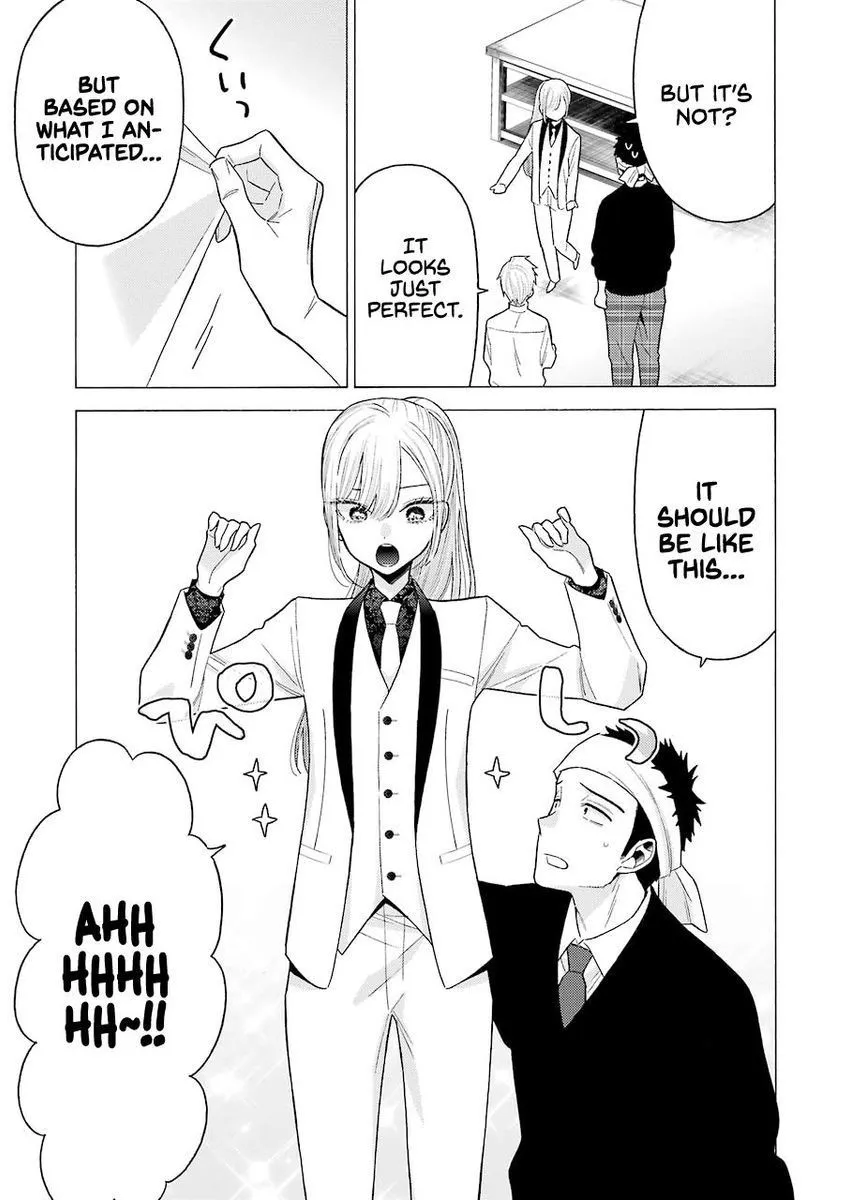 BUT IT'S
NOT?
IT
LOOKS
JUST
PERFECT.
BUT
BASED ON
WHAT I AN-
TICIPATED...
くいっ
IT
SHOULD
BE LIKE
THIS...
AHH
HHHH
HH~!!